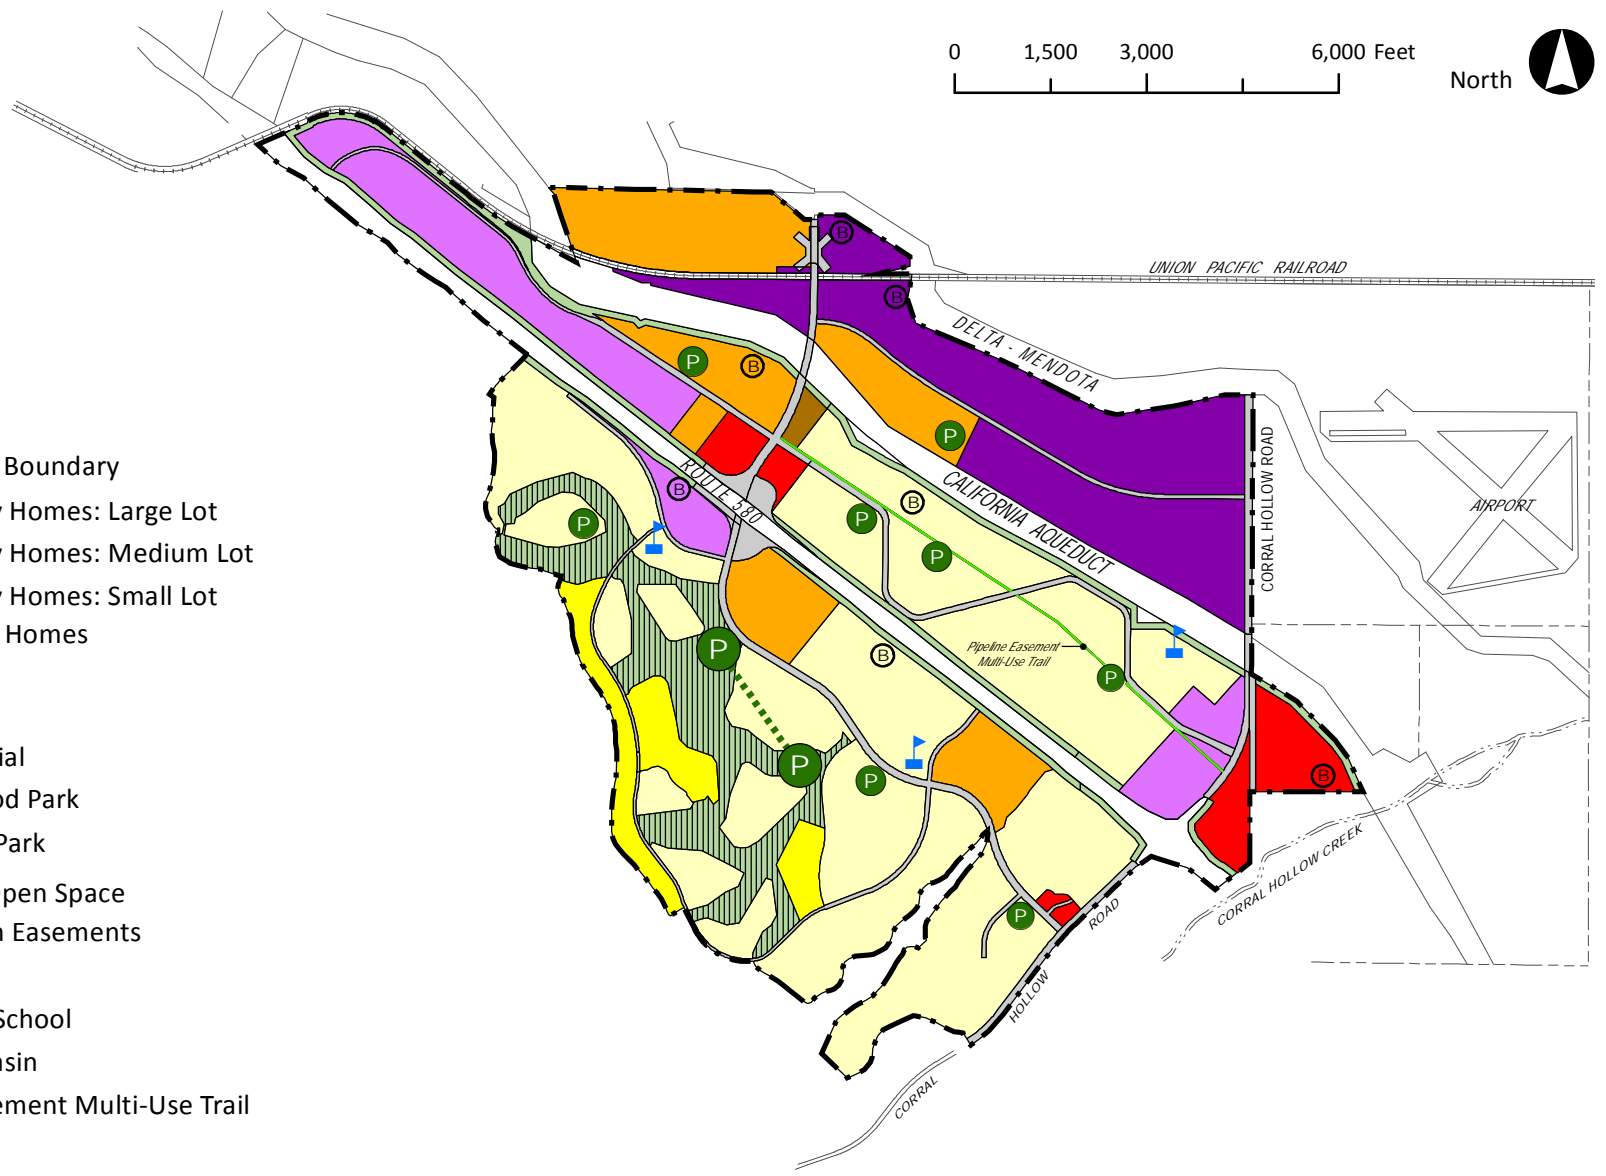 0 1,500 3,000 6,000 Feet
North
UNION PACIFIC RAILROAD
DELTA - MENDOTA
CORRAL HOLLOW ROAD
AIRPORT
CALIFORNIA AQUEDUCT
ROUTE 580
Pipeline Easement
Multi-Use Trail
CORRAL HOLLOW CREEK
CORRAL HOLLOW ROAD
B
B
P
B
P
B
P
B
P
P
P
P
B
P
P
P
B
P
Boundary
y Homes: Large Lot
y Homes: Medium Lot
y Homes: Small Lot
Homes
ial
od Park
Park
Open Space
n Easements
School
asin
ement Multi-Use Trail